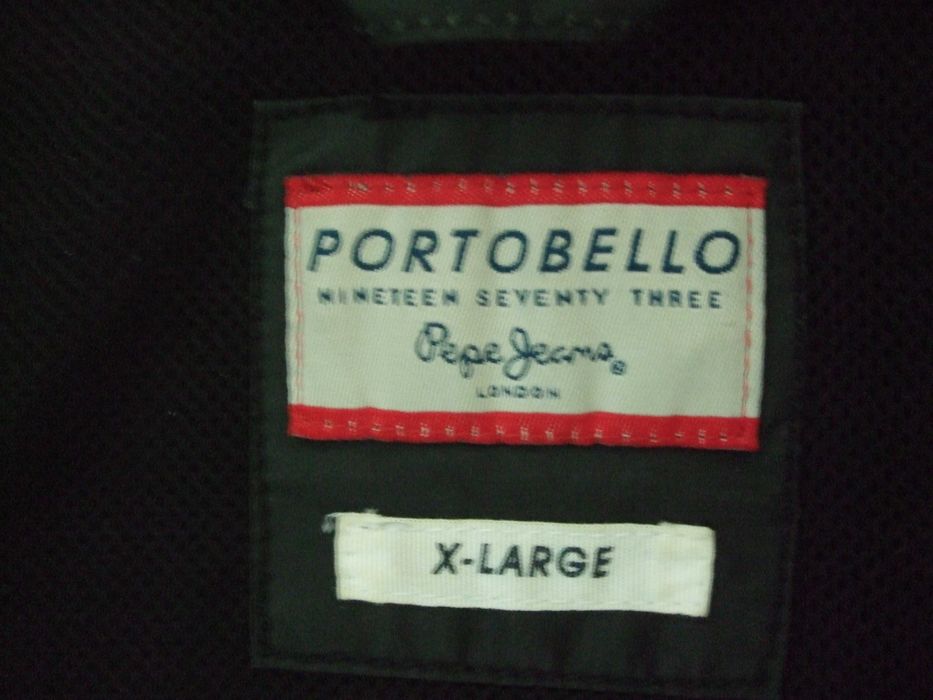 PORTOBELLO
NINETEEN SEVENTY THREE
Pepe Jeans®
LONDON
X-LARGE